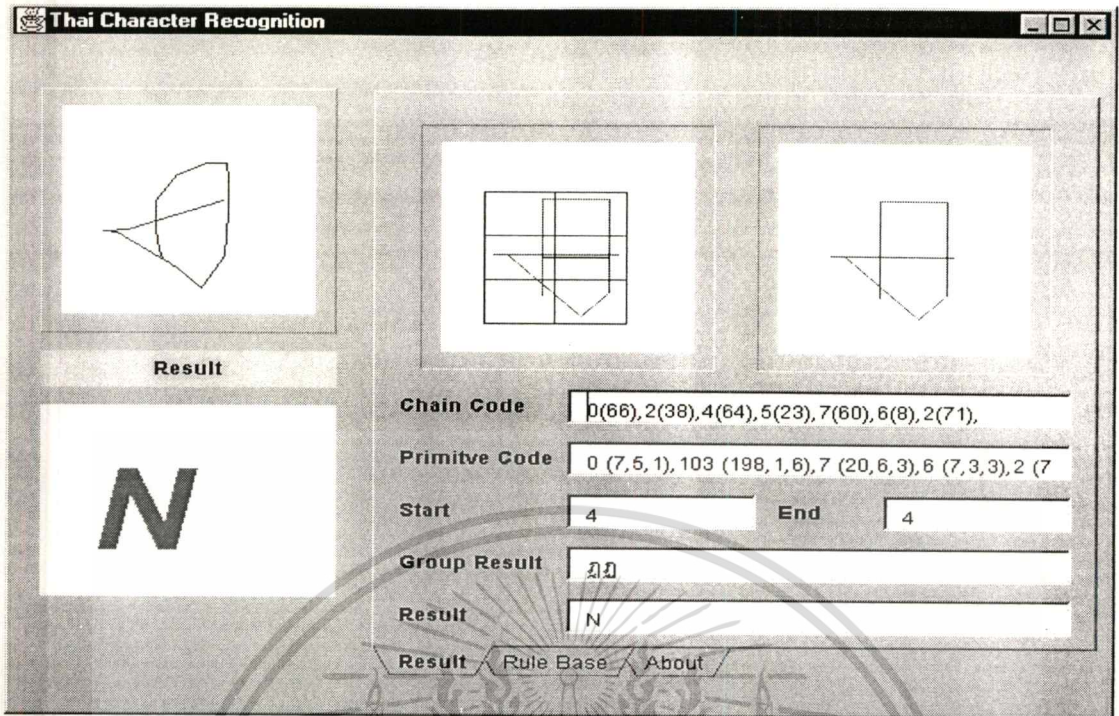 Thai Character Recognition
Result
N
Chain Code 0(66),2(38),4(64),5(23),7(60),6(8),2(71),
Primitve Code 0 (7,5,1),103 (198,1,6),7 (20,6,3),6 (7,3,3),2 (7
Start 4 End 4
Group Result ฎฏ
Result N
Result Rule Base About